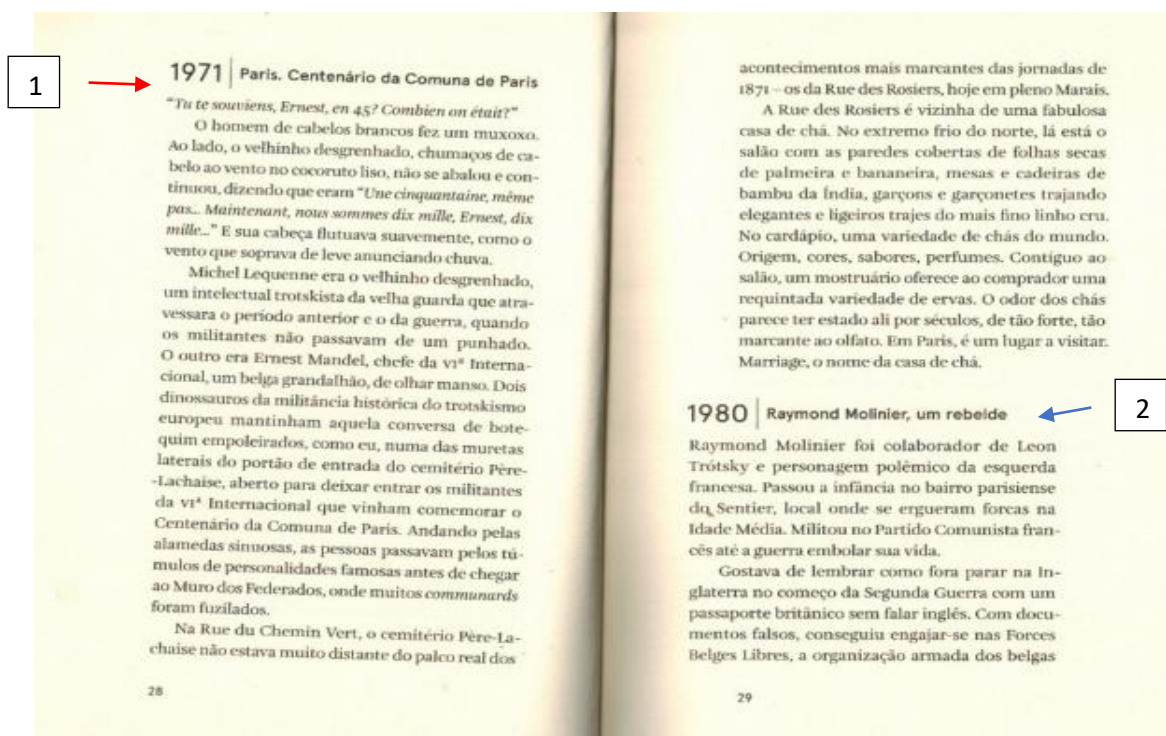 1
1971 | Paris. Centenário da Comuna de Paris
“Tu te souviens, Ernest, en 45? Combien on était?”
O homem de cabelos brancos fez um muxoxo.
Ao lado, o velhinho desgrenhado, chumaços de ca-
belo ao vento no cocoruto liso, não se abalou e con-
tinuou, dizendo que eram “Une cinquantaine, même
pas... Maintenant, nous sommes dix mille, Ernest, dix
mille...” E sua cabeça flutuava suavemente, como o
vento que soprava de leve anunciando chuva.
Michel Lequenne era o velhinho desgrenhado,
um intelectual trotskista da velha guarda que atra-
vessara o período anterior e o da guerra, quando
os militantes não passavam de um punhado.
O outro era Ernest Mandel, chefe da VIª Interna-
cional, um belga grandalhão, de olhar manso. Dois
dinossauros da militância histórica do trotskismo
europeu mantinham aquela conversa de bote-
quim empoleirados, como eu, numa das muretas
laterais do portão de entrada do cemitério Père-
-Lachaise, aberto para deixar entrar os militantes
da VIª Internacional que vinham comemorar o
Centenário da Comuna de Paris. Andando pelas
alamedas sinuosas, as pessoas passavam pelos tú-
mulos de personalidades famosas antes de chegar
ao Muro dos Federados, onde muitos communards
foram fuzilados.
Na Rue du Chemin Vert, o cemitério Père-La-
chaise não estava muito distante do palco real dos
28
acontecimentos mais marcantes das jornadas de
1871 – os da Rue des Rosiers, hoje em pleno Marais.
A Rue des Rosiers é vizinha de uma fabulosa
casa de chá. No extremo frio do norte, lá está o
salão com as paredes cobertas de folhas secas
de palmeira e bananeira, mesas e cadeiras de
bambu da Índia, garçons e garçonetes trajando
elegantes e ligeiros trajes do mais fino linho cru.
No cardápio, uma variedade de chás do mundo.
Origem, cores, sabores, perfumes. Contíguo ao
salão, um mostruário oferece ao comprador uma
requintada variedade de ervas. O odor dos chás
parece ter estado ali por séculos, de tão forte, tão
marcante ao olfato. Em Paris, é um lugar a visitar.
Marriage, o nome da casa de chá.
2
1980 | Raymond Molinier, um rebelde
Raymond Molinier foi colaborador de Leon
Trótsky e personagem polêmico da esquerda
francesa. Passou a infância no bairro parisiense
do Sentier, local onde se ergueram forcas na
Idade Média. Militou no Partido Comunista fran-
cês até a guerra embolar sua vida.
Gostava de lembrar como fora parar na In-
glaterra no começo da Segunda Guerra com um
passaporte britânico sem falar inglês. Com docu-
mentos falsos, conseguiu engajar-se nas Forces
Belges Libres, a organização armada dos belgas
29